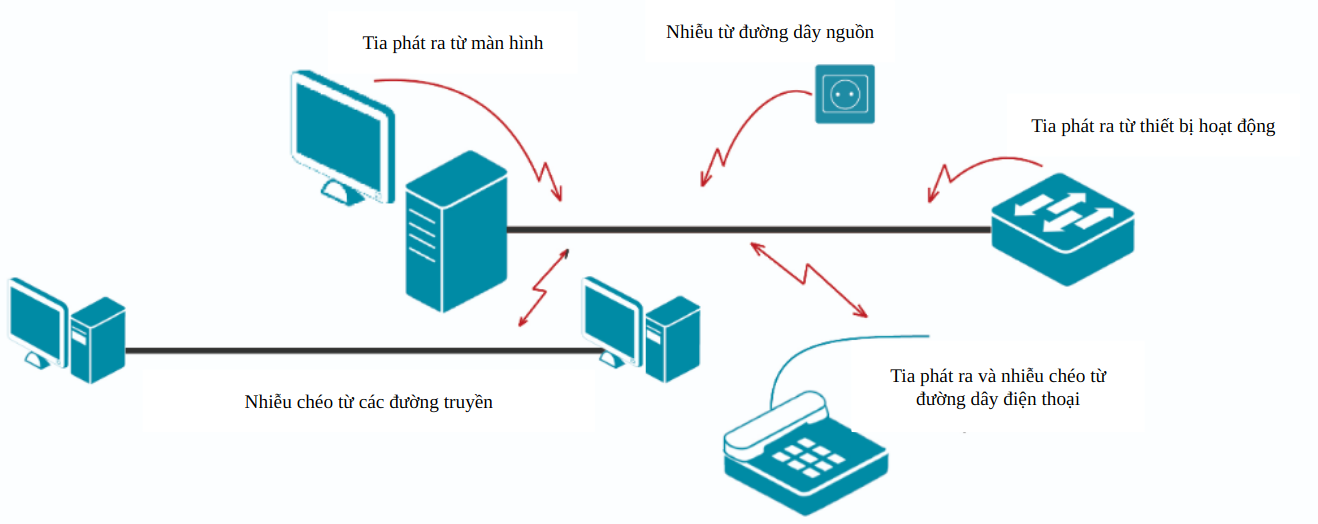 Tia phát ra từ màn hình
Nhiễu từ đường dây nguồn
Tia phát ra từ thiết bị hoạt động
Nhiễu chéo từ các đường truyền
Tia phát ra và nhiễu chéo từ
đường dây điện thoại